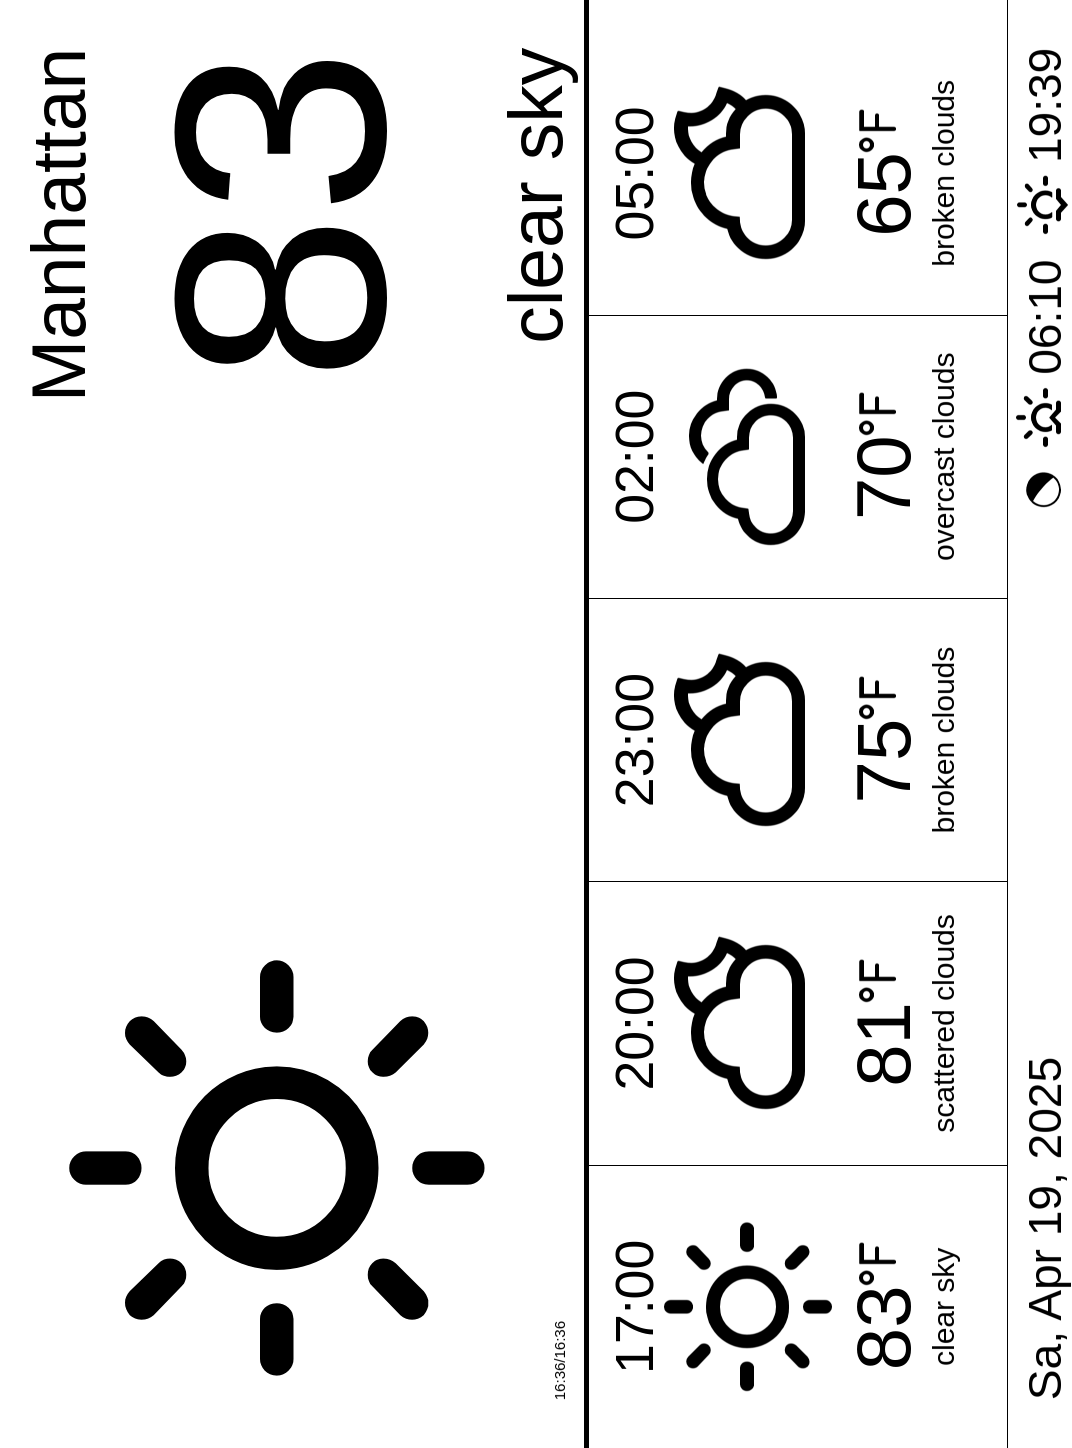 Manhattan
83
clear sky
16:36/16:36
17:00 20:00 23:00 02:00 05:00
83°F 81°F 75°F 70°F 65°F
clear sky scattered clouds broken clouds overcast clouds broken clouds
Sa, Apr 19, 2025 06:10 19:39